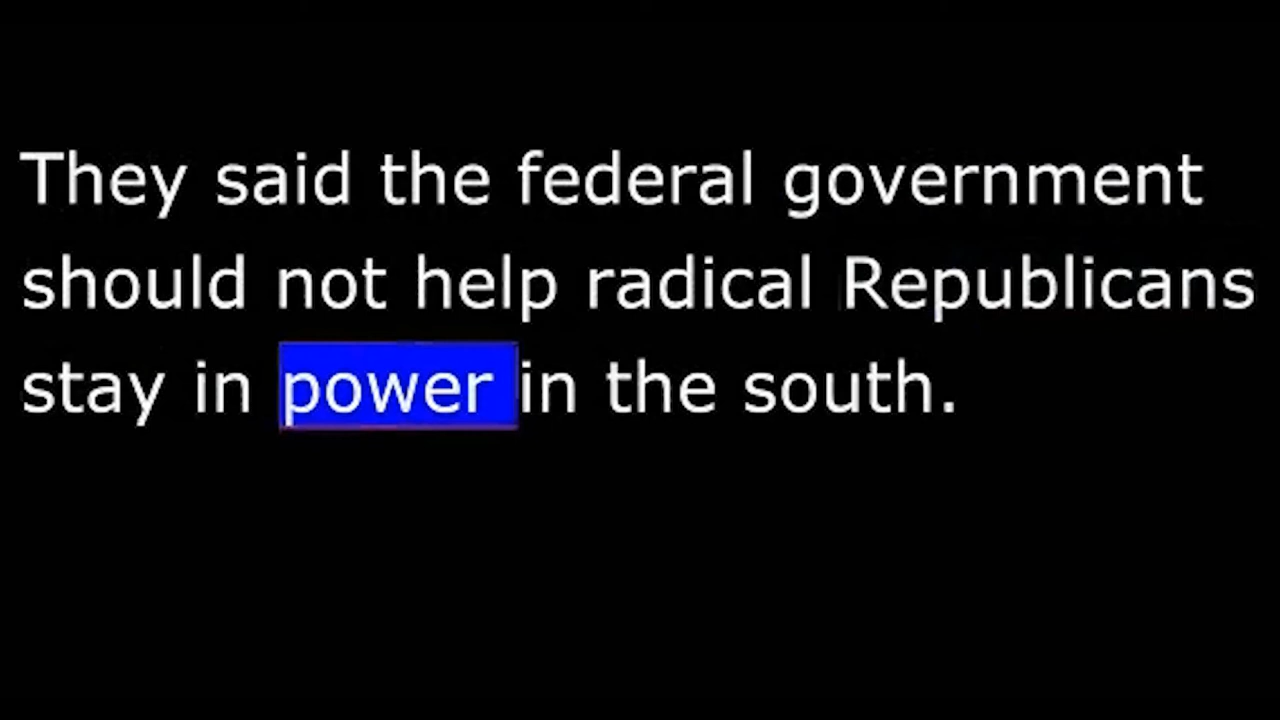 They said the federal government
should not help radical Republicans
stay in power in the south.